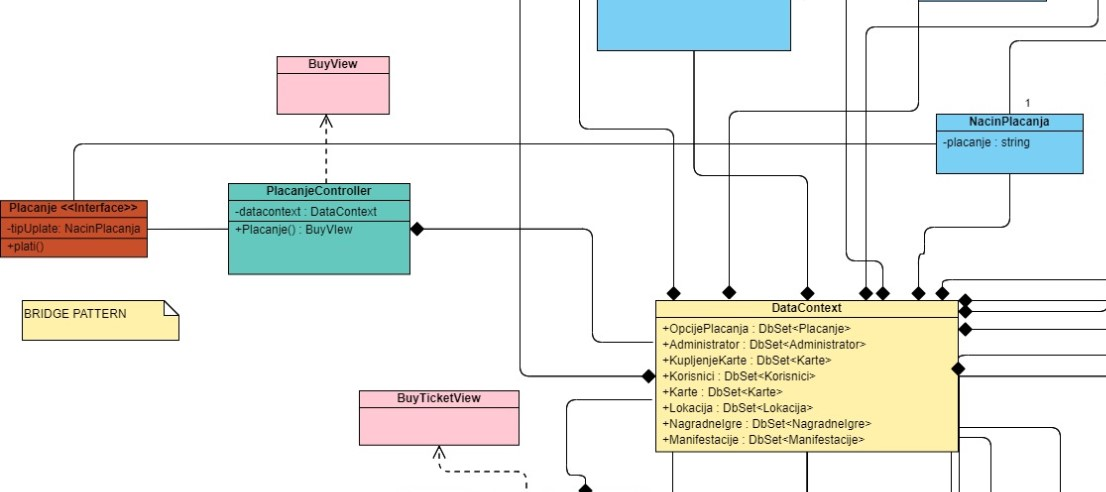 BuyView
1
NacinPlacanja
-placanje : string
PlacanjeController
-datacontext : DataContext
+Placanje() : BuyVIew
Placanje <<Interface>>
-tipUplate: NacinPlacanja
+plati()
BRIDGE PATTERN
DataContext
+OpcijePlacanja : DbSet<Placanje>
+Administrator : DbSet<Administrator>
+KupljenjeKarte : DbSet<Karte>
+Korisnici : DbSet<Korisnici>
+Karte : DbSet<Karte>
+Lokacija : DbSet<Lokacija>
+NagradneIgre : DbSet<NagradneIgre>
+Manifestacije : DbSet<Manifestacije>
BuyTicketView